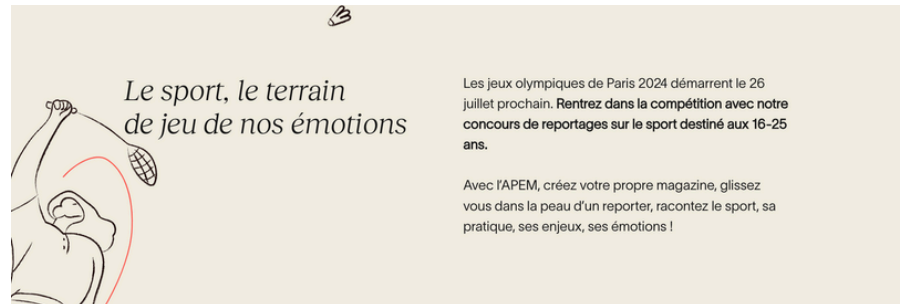 Le sport, le terrain
de jeu de nos émotions
Les jeux olympiques de Paris 2024 démarrent le 26
juillet prochain. Rentrez dans la compétition avec notre
concours de reportages sur le sport destiné aux 16-25
ans.
Avec l’APEM, créez votre propre magazine, glissez
vous dans la peau d’un reporter, racontez le sport, sa
pratique, ses enjeux, ses émotions !